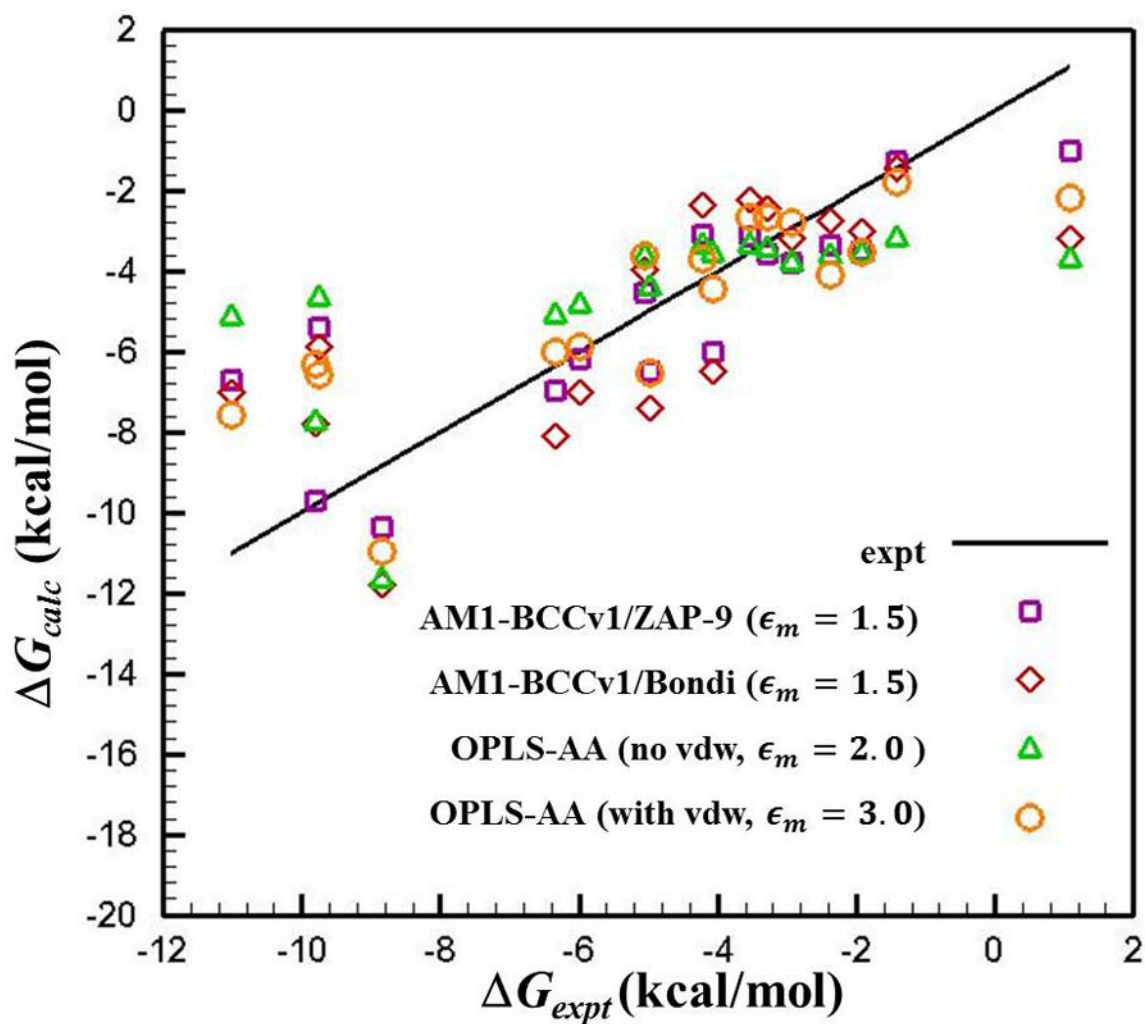 2
0
-2
-4
-6
-8
-10
-12
-14
-16
-18
-20
ΔG_calc (kcal/mol)
expt
AM1-BCCv1/ZAP-9 (ϵ_m = 1.5)
AM1-BCCv1/Bondi (ϵ_m = 1.5)
OPLS-AA (no vdw, ϵ_m = 2.0 )
OPLS-AA (with vdw, ϵ_m = 3.0)
-12 -10 -8 -6 -4 -2 0 2
ΔG_expt (kcal/mol)